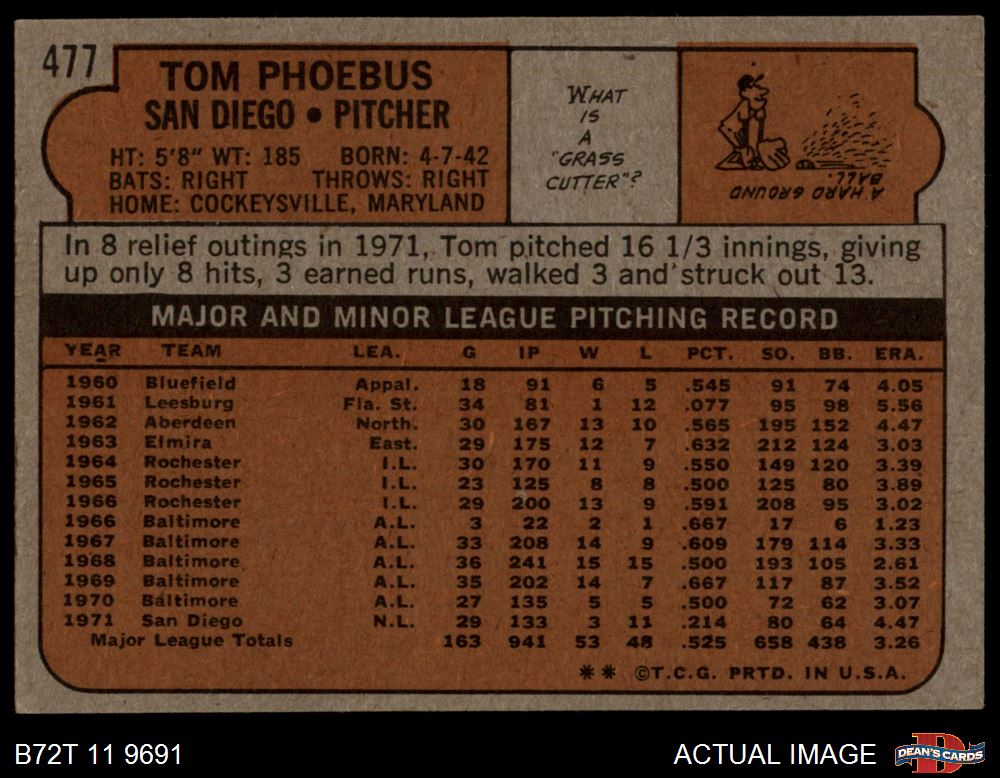 477
TOM PHOEBUS
SAN DIEGO • PITCHER
HT: 5'8" WT: 185 BORN: 4-7-42
BATS: RIGHT THROWS: RIGHT
HOME: COCKEYSVILLE, MARYLAND
WHAT
IS
A
"GRASS
CUTTER"?
A HARD GROUND
BALL.
In 8 relief outings in 1971, Tom pitched 16 1/3 innings, giving
up only 8 hits, 3 earned runs, walked 3 and struck out 13.
MAJOR AND MINOR LEAGUE PITCHING RECORD
YEAR TEAM LEA. G IP W L PCT. SO. BB. ERA.
1960 Bluefield Appal. 18 91 6 5 .545 91 74 4.05
1961 Leesburg Fla. St. 34 81 1 12 .077 95 98 5.56
1962 Aberdeen North. 30 167 13 10 .565 195 152 4.47
1963 Elmira East. 29 175 12 7 .632 212 124 3.03
1964 Rochester I.L. 30 170 11 9 .550 149 120 3.39
1965 Rochester I.L. 23 125 8 8 .500 125 80 3.89
1966 Rochester I.L. 29 200 13 9 .591 208 95 3.02
1966 Baltimore A.L. 3 22 2 1 .667 17 6 1.23
1967 Baltimore A.L. 33 208 14 9 .609 179 114 3.33
1968 Baltimore A.L. 36 241 15 15 .500 193 105 2.61
1969 Baltimore A.L. 35 202 14 7 .667 117 87 3.52
1970 Baltimore A.L. 27 135 5 5 .500 72 62 3.07
1971 San Diego N.L. 29 133 3 11 .214 80 64 4.47
Major League Totals 163 941 53 48 .525 658 438 3.26
** ©T.C.G. PRTD. IN U.S.A.
B72T 11 9691
ACTUAL IMAGE
DEAN'S CARDS